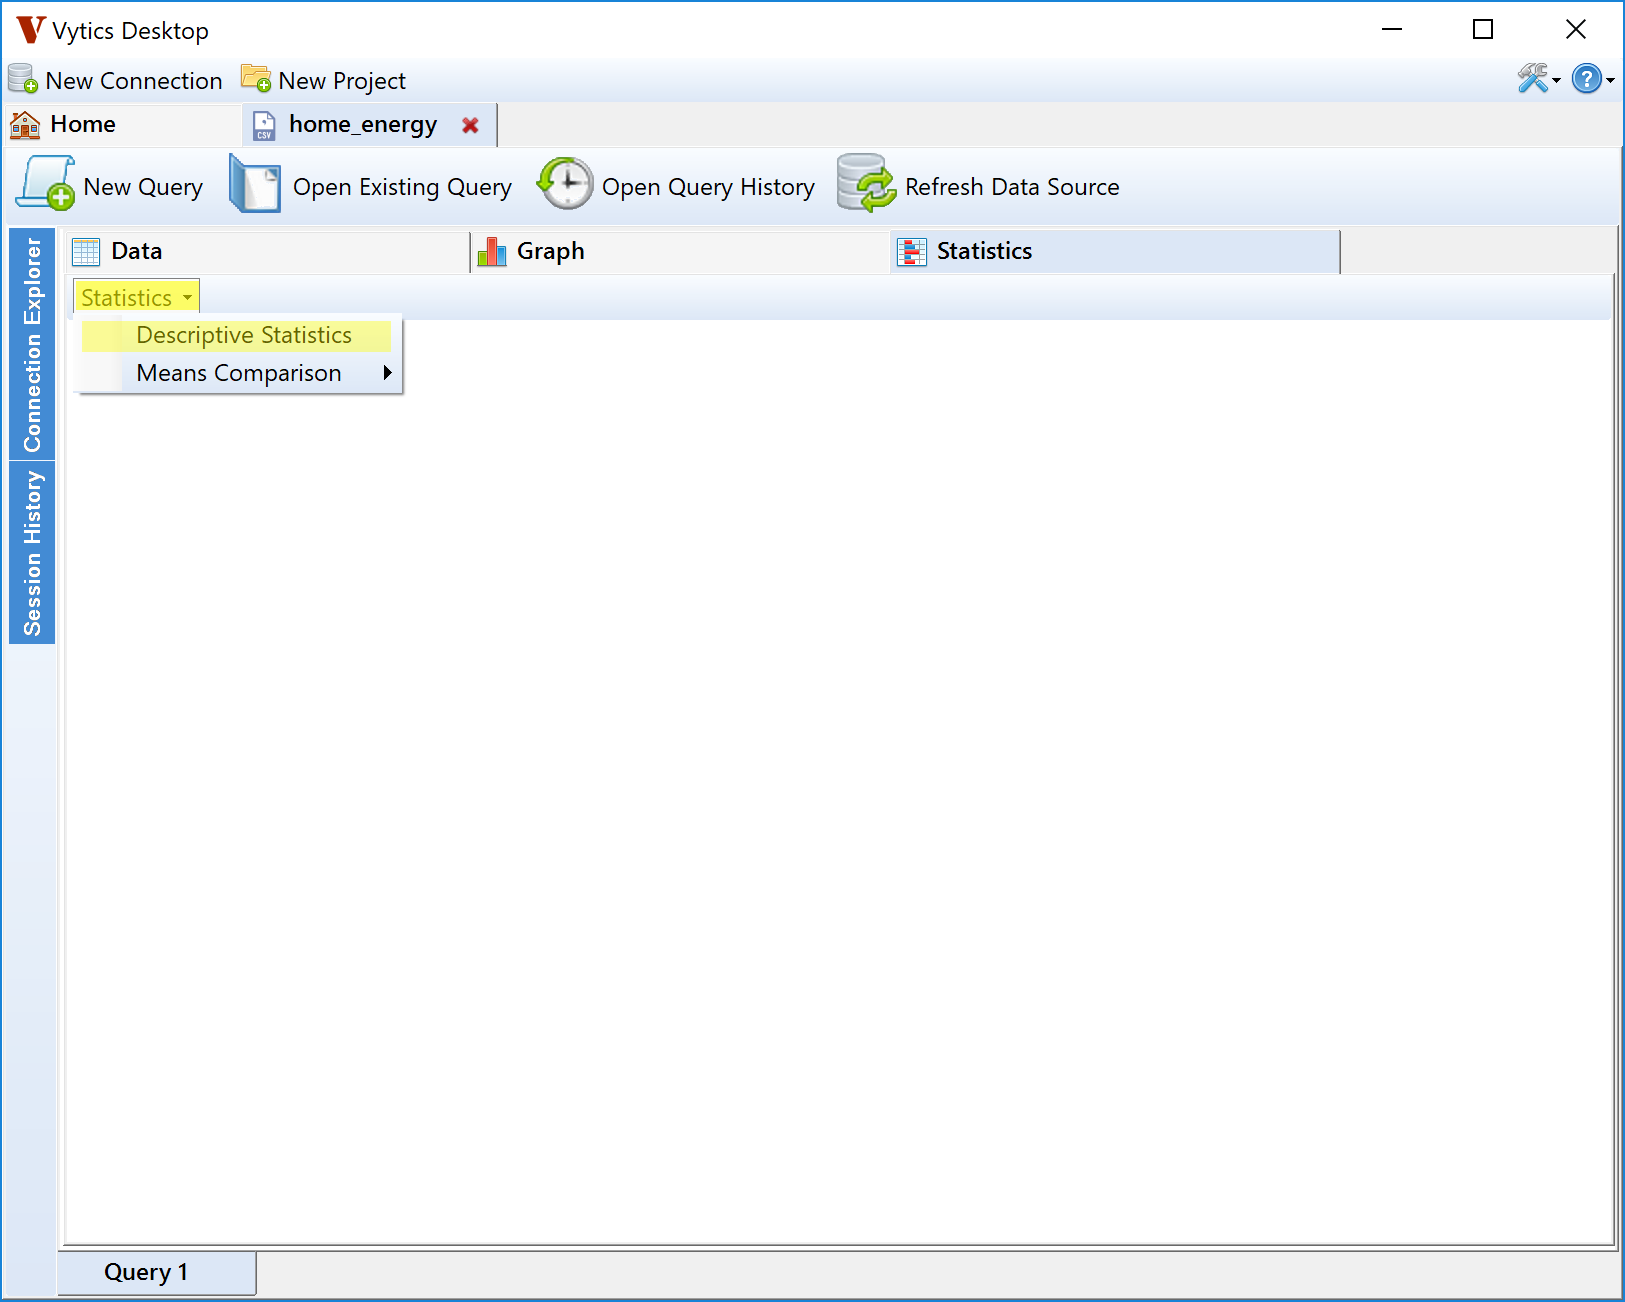 Vytics Desktop
New Connection New Project
Home home_energy
CSV
New Query Open Existing Query Open Query History Refresh Data Source
Connection Explorer
Session History
Data Graph Statistics
Statistics
Descriptive Statistics
Means Comparison
Query 1